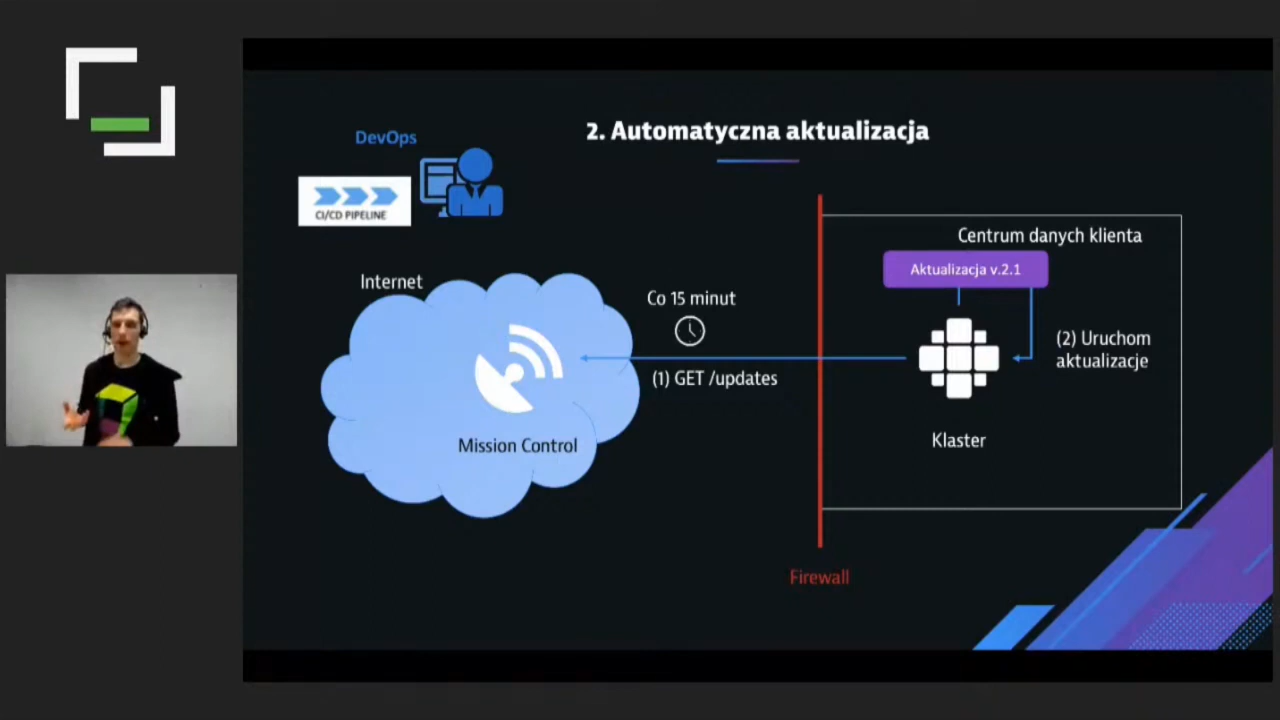 2. Automatyczna aktualizacja
DevOps
CI/CD PIPELINE
Internet
Mission Control
Co 15 minut
(1) GET /updates
Firewall
Centrum danych klienta
Aktualizacja v.2.1
(2) Uruchom
aktualizacje
Klaster